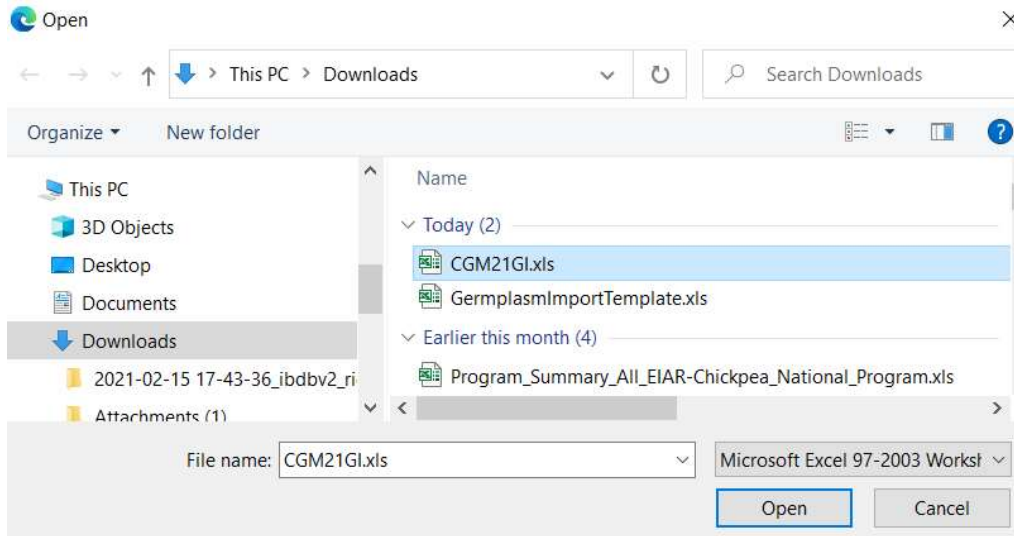 Open
This PC > Downloads
Search Downloads
Organize
New folder
This PC
3D Objects
Desktop
Documents
Downloads
2021-02-15 17-43-36_ibdbv2_ri
Attachments (1)
Name
Today (2)
CGM21GI.xls
GermplasmImportTemplate.xls
Earlier this month (4)
Program_Summary_All_EIAR-Chickpea_National_Program.xls
File name: CGM21GI.xls
Microsoft Excel 97-2003 Worksh
Open
Cancel